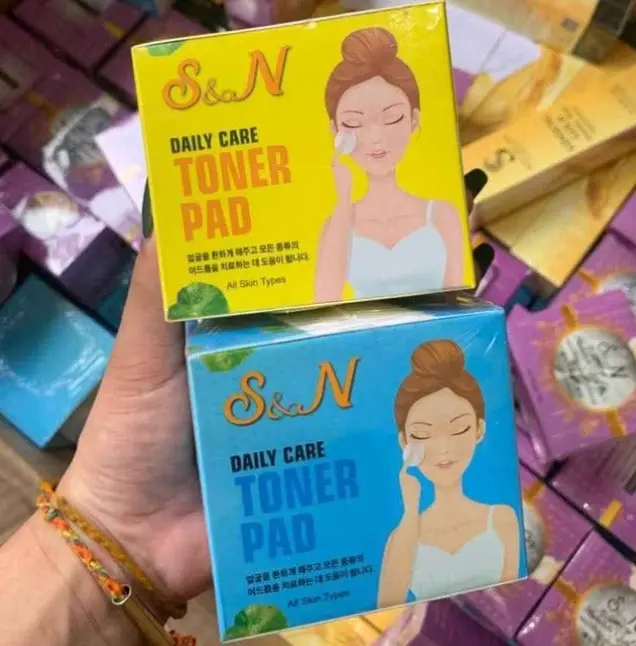 S&N
DAILY CARE
TONER
PAD
얼굴을 환하게 해주고 모든 종류의
여드름을 치료하는 데 도움이 됩니다.
All Skin Types
S&N
DAILY CARE
TONER
PAD
얼굴을 환하게 해주고 모든 종류의
여드름을 치료하는 데 도움이 됩니다.
All Skin Types